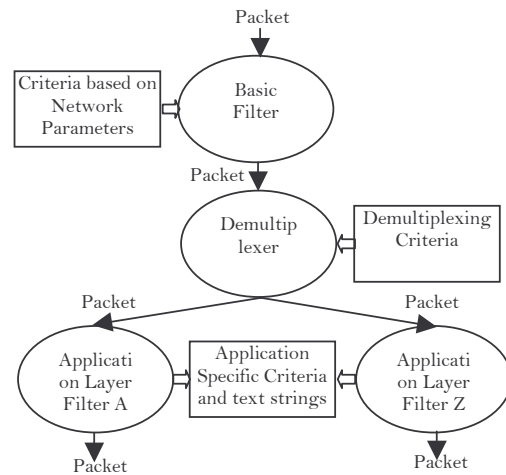 Packet
Criteria based on
Network
Parameters
Basic
Filter
Packet
Demultip
lexer
Demultiplexing
Criteria
Packet
Packet
Applicati
on Layer
Filter A
Application
Specific Criteria
and text strings
Applicati
on Layer
Filter Z
Packet
Packet